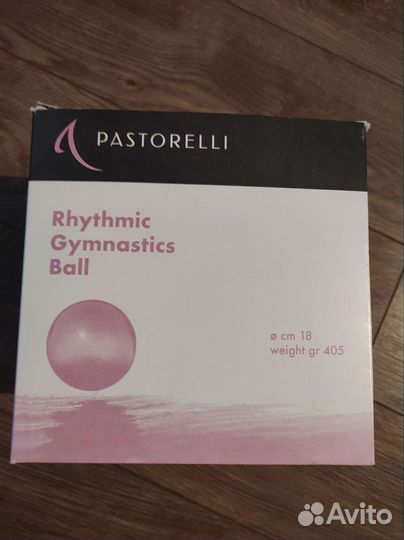 PASTORELLI
Rhythmic
Gymnastics
Ball
ø cm 18
weight gr 405
Avito